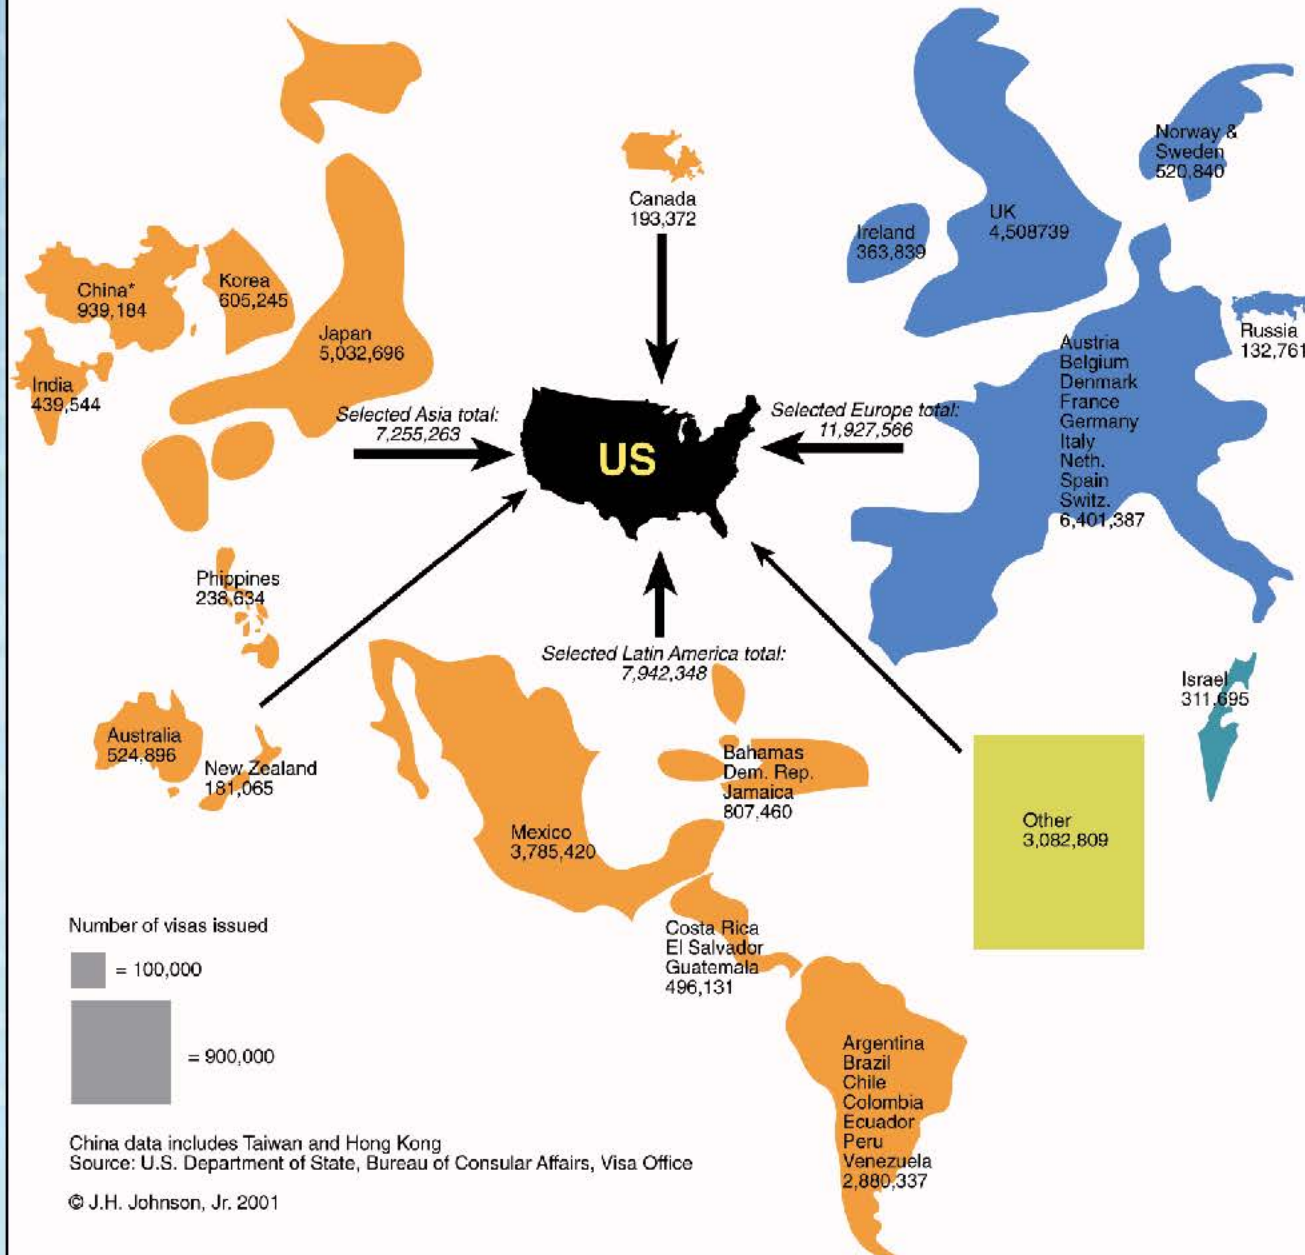 Canada
193,372
Norway &
Sweden
520,840
UK
4,508739
Ireland
363,839
China*
939,184
Korea
605,245
Japan
5,032,696
India
439,544
Russia
132,761
Austria
Belgium
Denmark
France
Germany
Italy
Neth.
Spain
Switz.
6,401,387
Selected Asia total:
7,255,263
US
Selected Europe total:
11,927,566
Phippines
238,634
Selected Latin America total:
7,942,348
Israel
311,695
Australia
524,896
New Zealand
181,065
Bahamas
Dem. Rep.
Jamaica
807,460
Mexico
3,785,420
Other
3,082,809
Costa Rica
El Salvador
Guatemala
496,131
Argentina
Brazil
Chile
Colombia
Ecuador
Peru
Venezuela
2,880,337
Number of visas issued
= 100,000
= 900,000
China data includes Taiwan and Hong Kong
Source: U.S. Department of State, Bureau of Consular Affairs, Visa Office
© J.H. Johnson, Jr. 2001